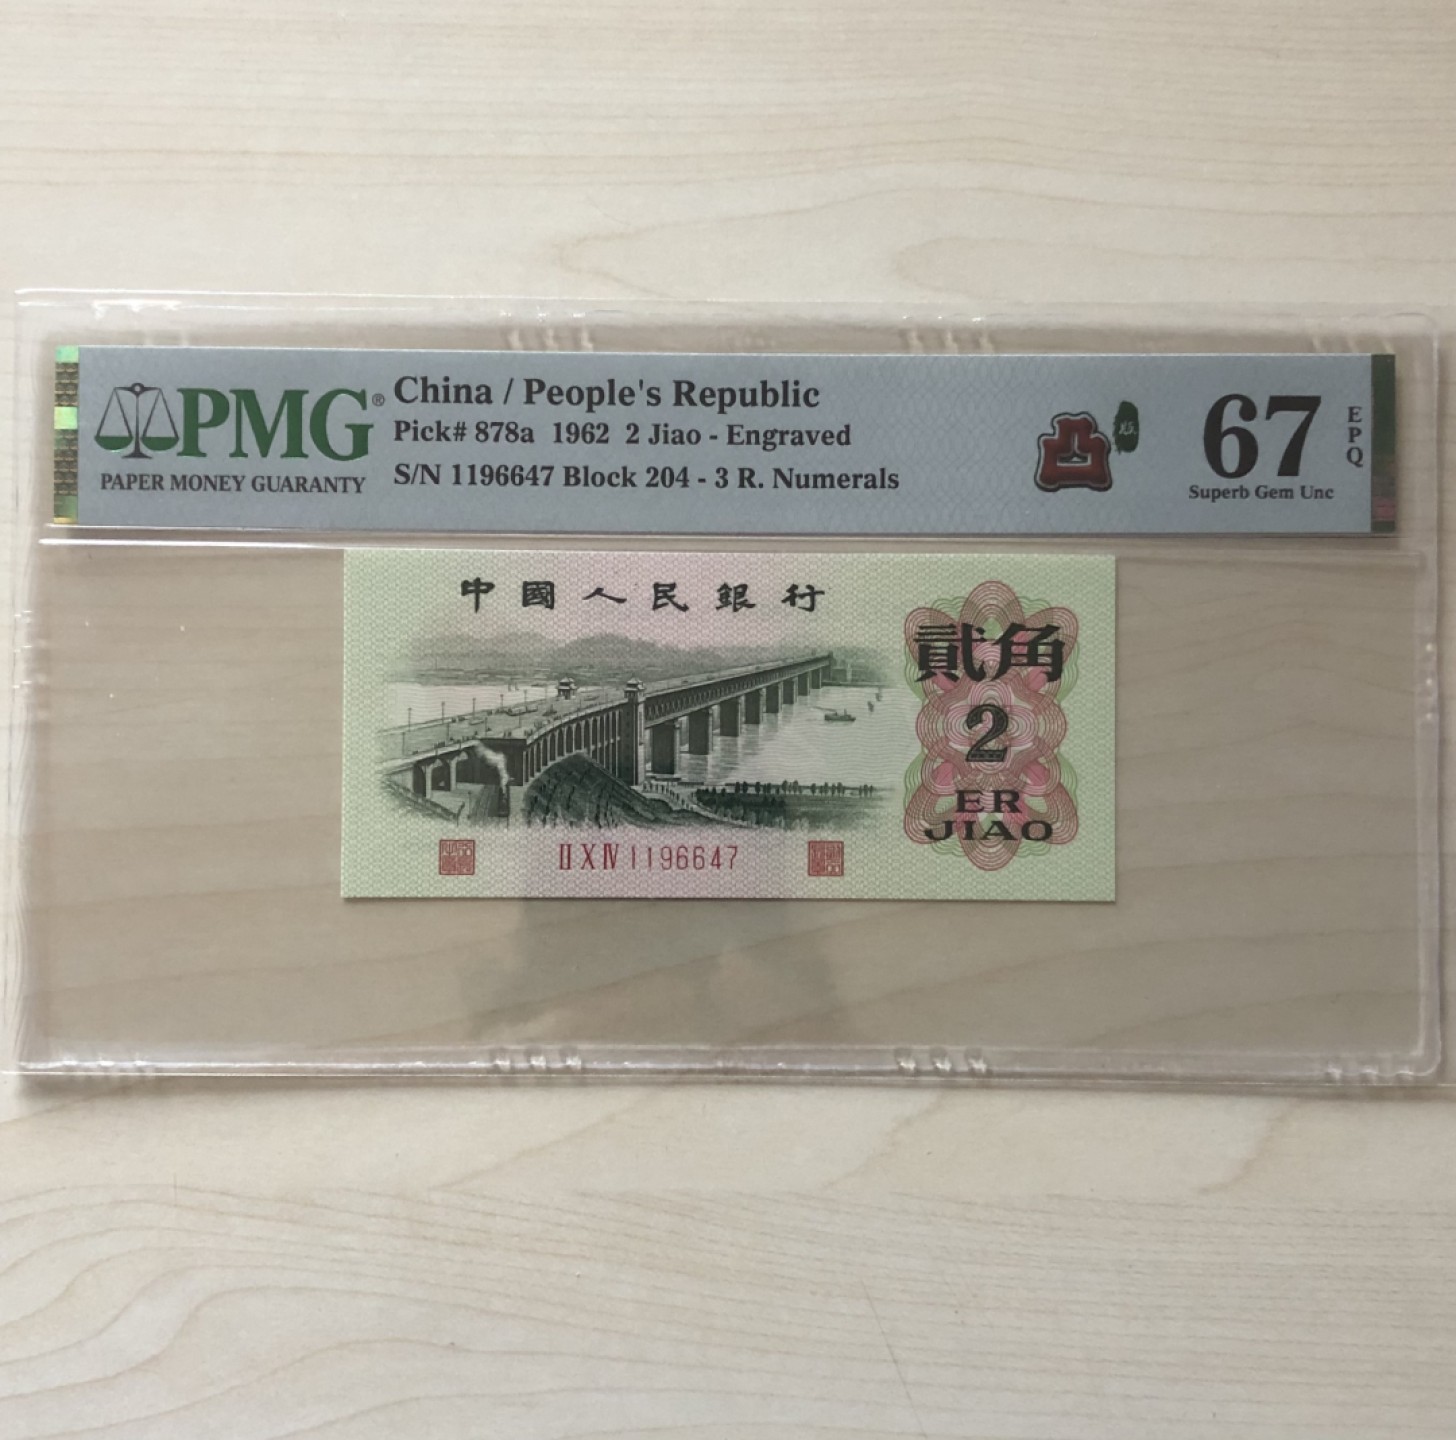 PMG®
PAPER MONEY GUARANTY
China / People's Republic
Pick# 878a 1962 2 Jiao - Engraved
S/N 1196647 Block 204 - 3 R. Numerals
凸
版
67
EPQ
Superb Gem Unc
中國人民銀行
貳角
2
ER
JIAO
II X IV 1196647